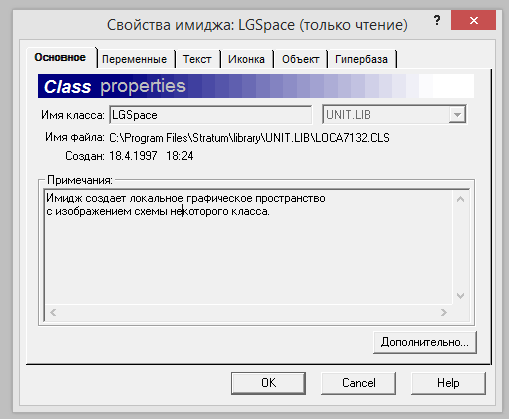 Свойства имиджа: LGSpace (только чтение)
? ×
Основное Переменные Текст Иконка Объект Гипербаза
Class properties
Имя класса: LGSpace UNIT.LIB
Имя файла: C:\Program Files\Stratum\library\UNIT.LIB\LOCA7132.CLS
Создан: 18.4.1997 18:24
Примечания:
Имидж создает локальное графическое пространство
с изображением схемы некоторого класса.
Дополнительно...
OK Cancel Help